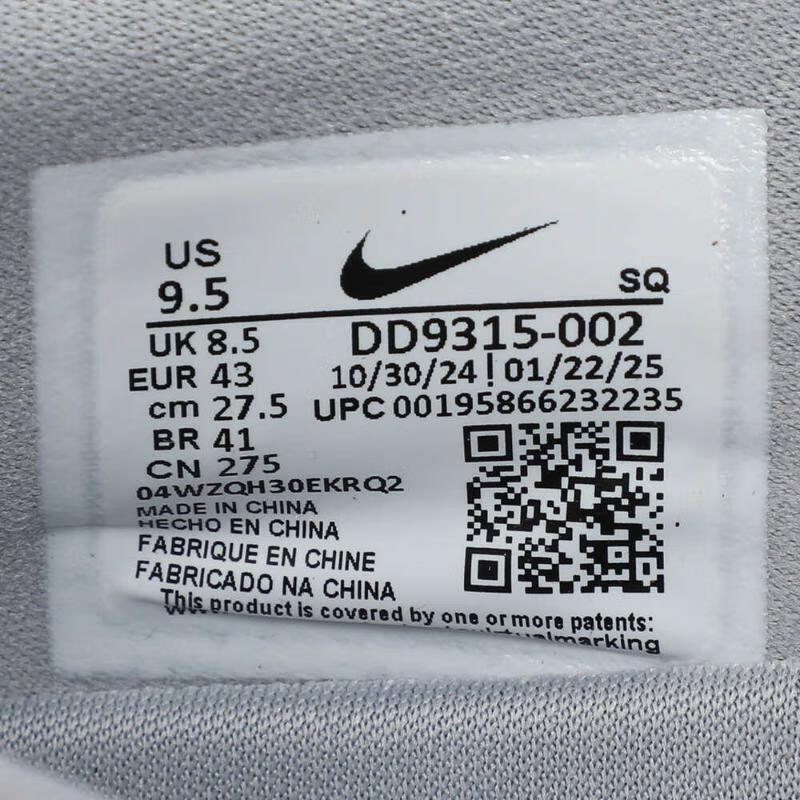 US
9.5
SQ
UK 8.5
DD9315-002
EUR 43
10/30/24 | 01/22/25
cm 27.5
UPC 00195866232235
BR 41
CN 275
04WZQH30EKRQ2
MADE IN CHINA
HECHO EN CHINA
FABRIQUE EN CHINE
FABRICADO NA CHINA
This product is covered by one or more patents: